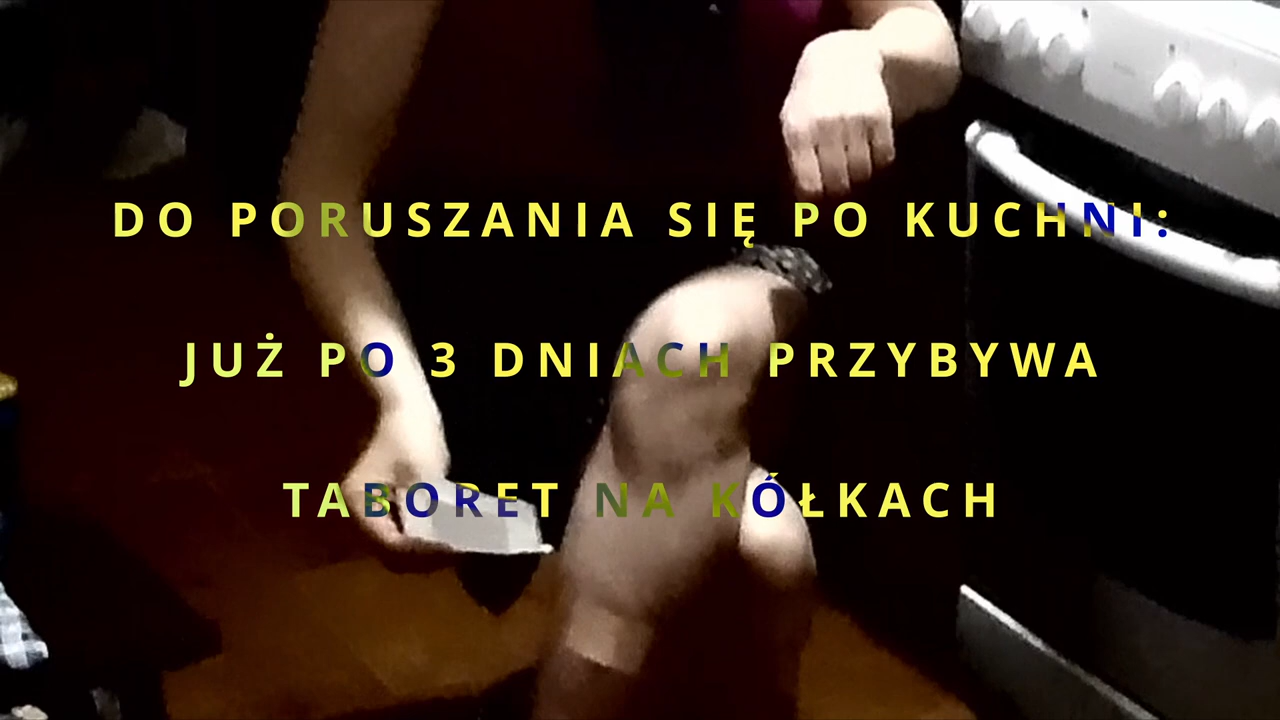 DO PORUSZANIA SIĘ PO KUCHNI:
JUŻ PO 3 DNIACH PRZYBYWA
TABORET NA KÓŁKACH